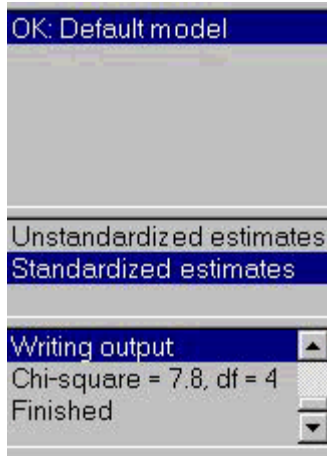 OK: Default model
Unstandardized estimates
Standardized estimates
Writing output
Chi-square = 7.8, df = 4
Finished